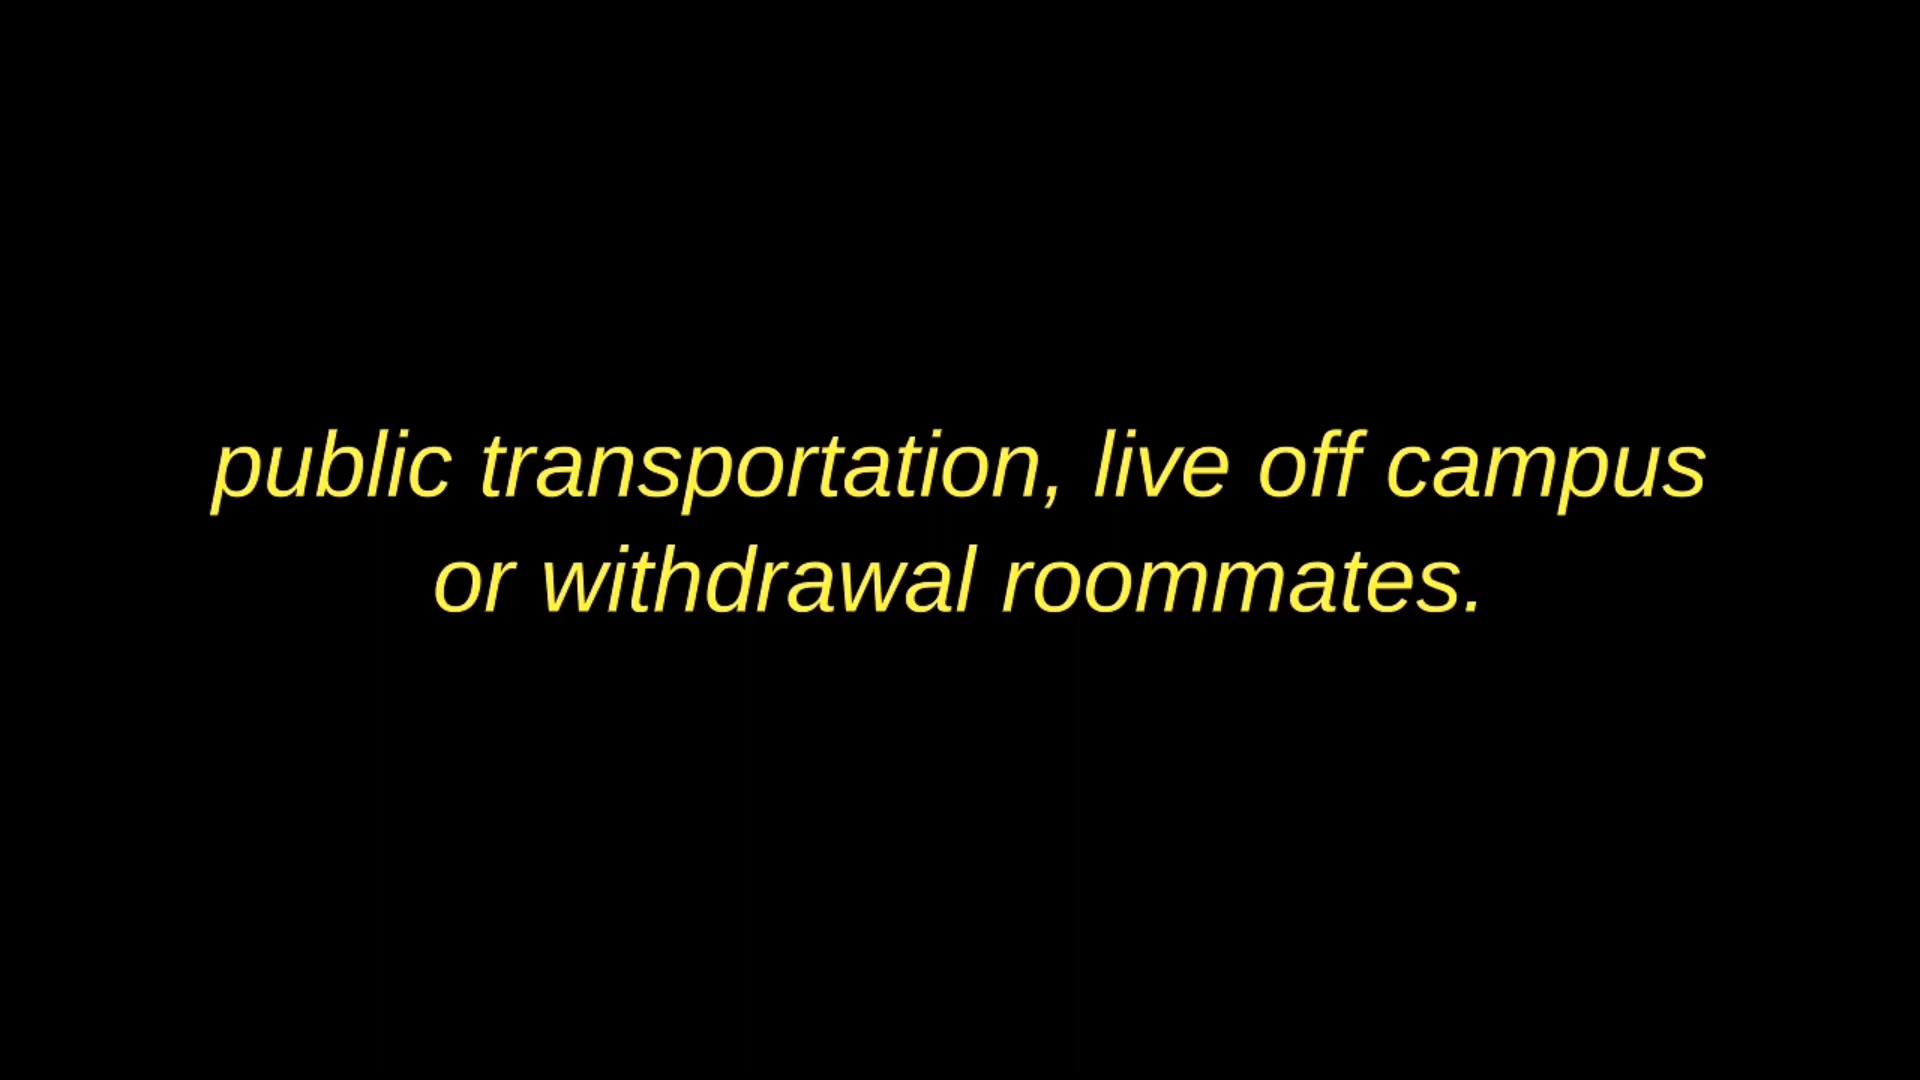 public transportation, live off campus
or withdrawal roommates.